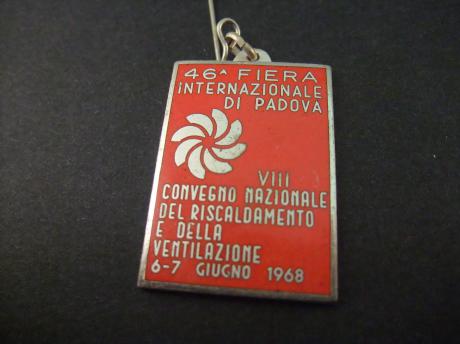 46ª FIERA
INTERNAZIONALE
DI PADOVA
VIII
CONVEGNO NAZIONALE
DEL RISCALDAMENTO
E DELLA
VENTILAZIONE
6-7 GIUGNO 1968